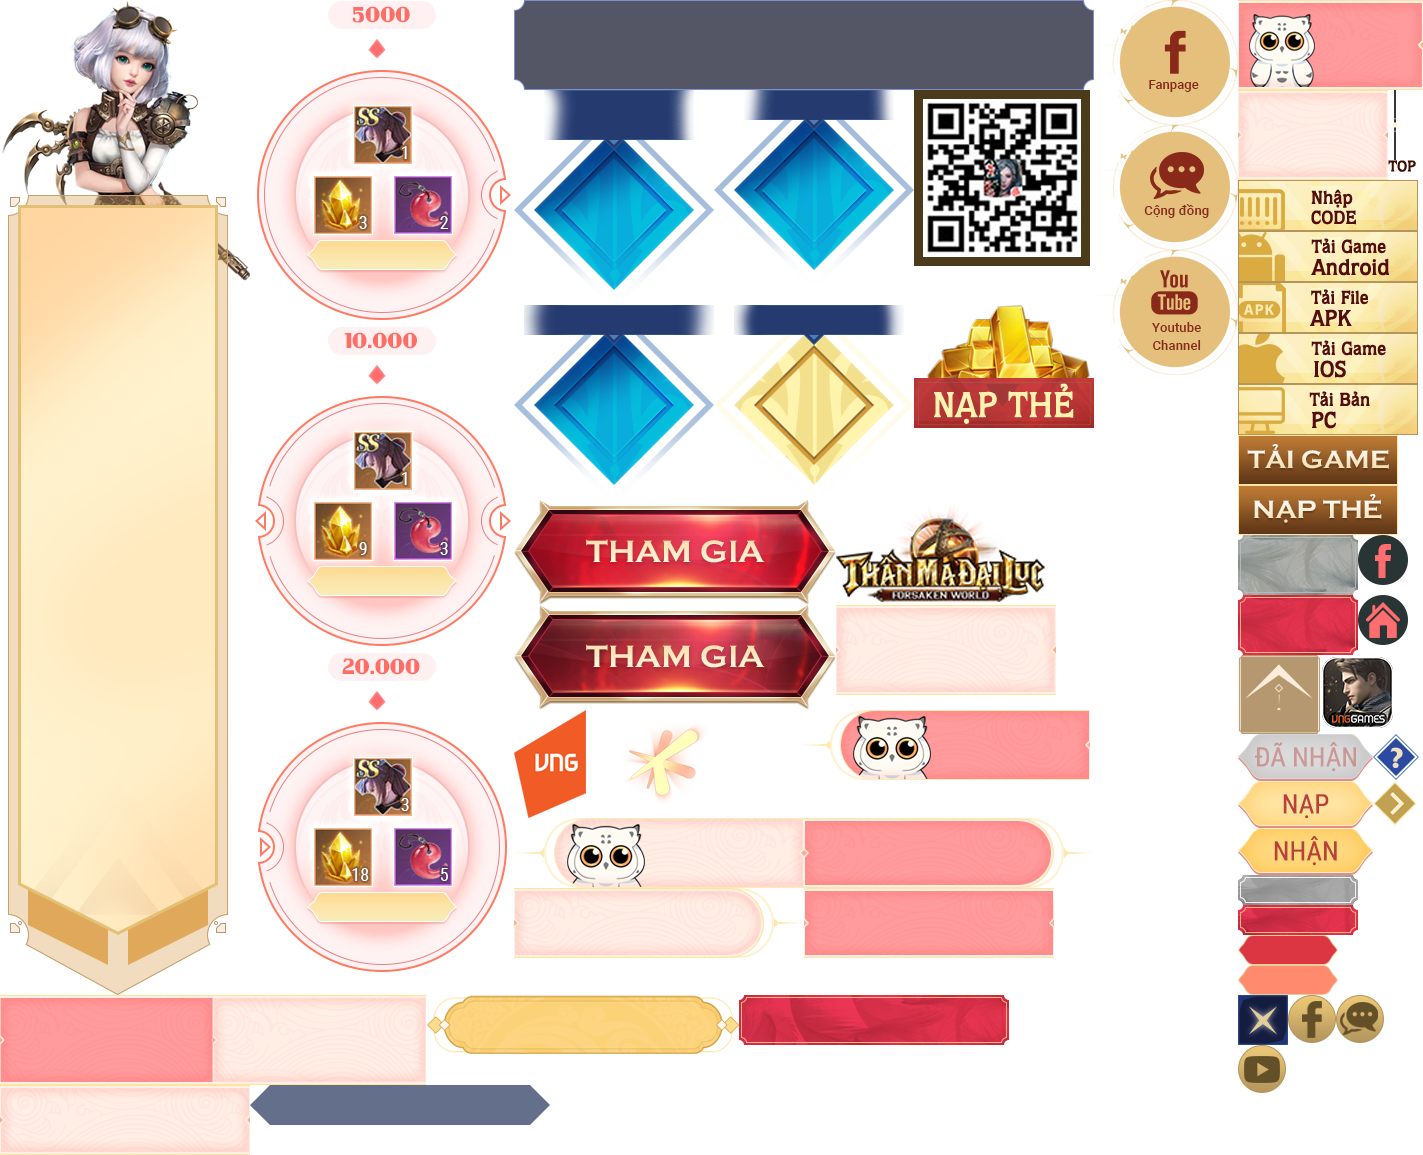 5000
SS
1
3
2
10.000
SS
1
9
3
20.000
SS
3
18
5
NẠP THẺ
THAM GIA
THAM GIA
THẦN MA ĐẠI LỤC
FORSAKEN WORLD
VNG
Fanpage
Cộng đồng
You
Tube
Youtube
Channel
TOP
Nhập
CODE
Tải Game
Android
APK
Tải File
APK
Tải Game
IOS
Tải Bản
PC
TẢI GAME
NẠP THẺ
VNGGAMES
ĐÃ NHẬN
?
NẠP
NHẬN